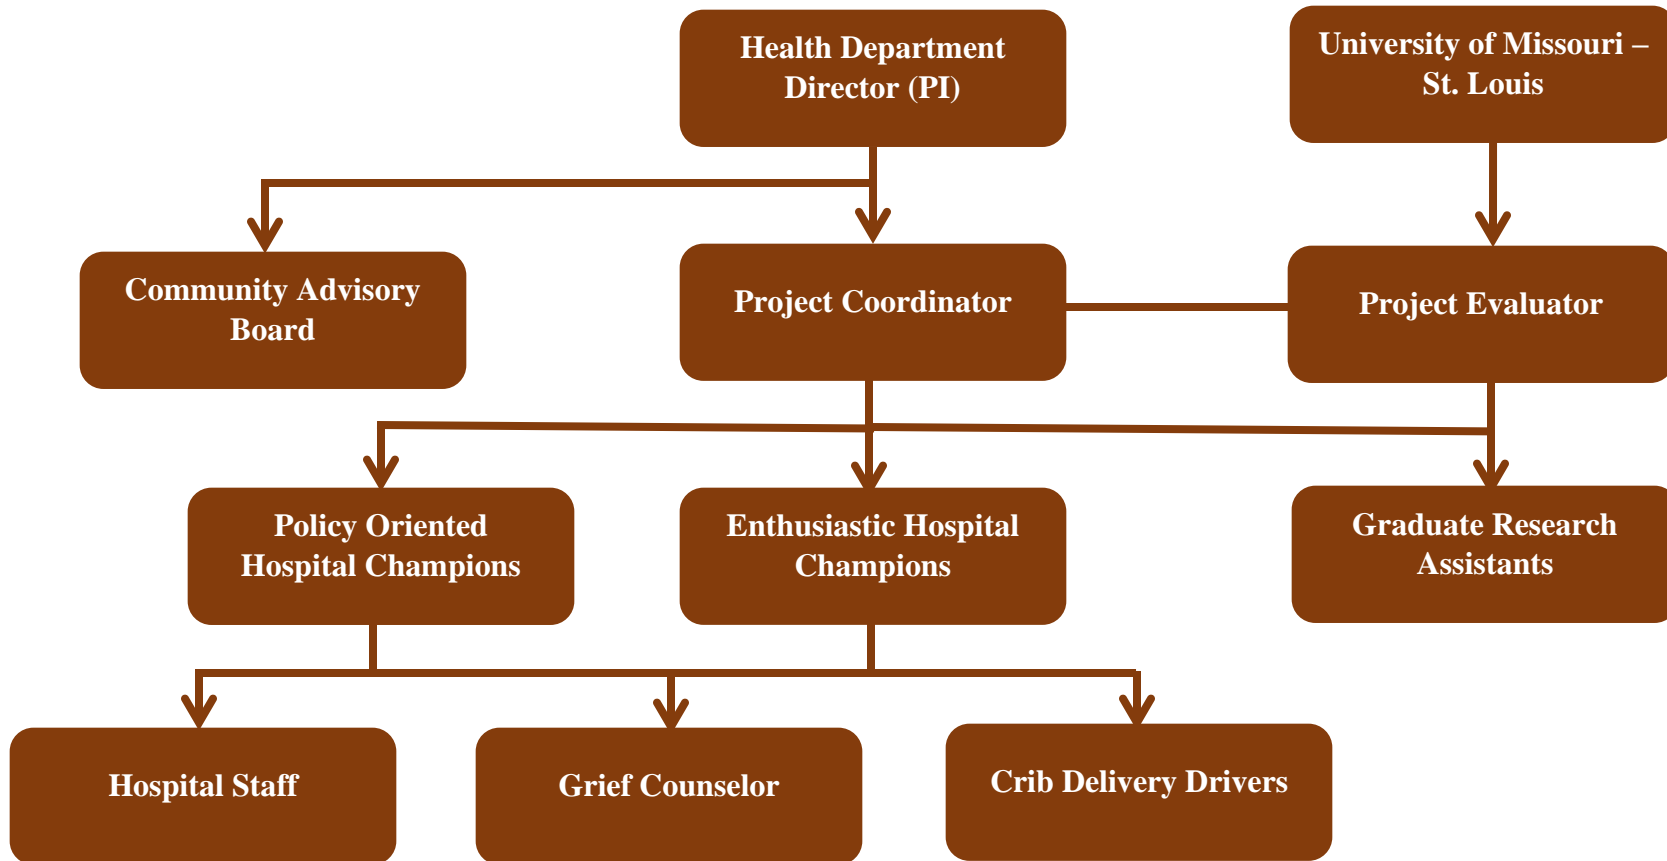 Health Department
Director (PI)
University of Missouri –
St. Louis
Community Advisory
Board
Project Coordinator
Project Evaluator
Policy Oriented
Hospital Champions
Enthusiastic Hospital
Champions
Graduate Research
Assistants
Hospital Staff
Grief Counselor
Crib Delivery Drivers